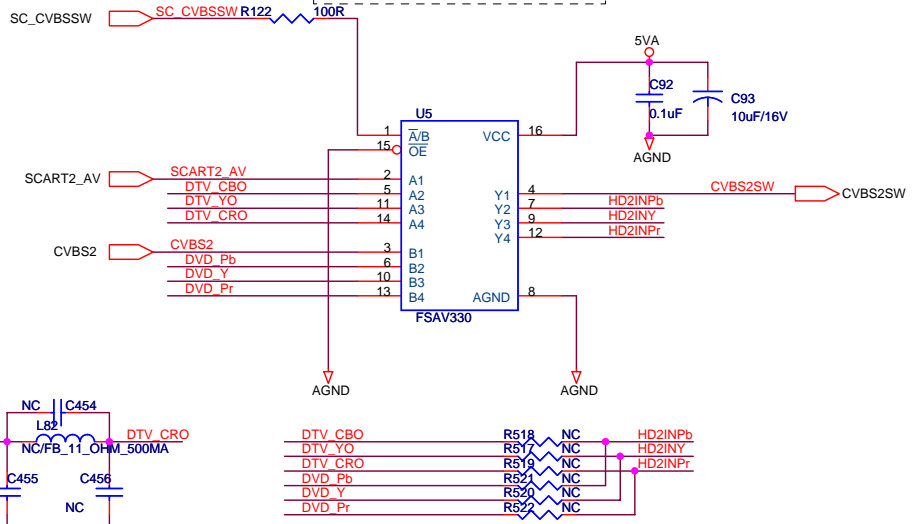 SC_CVBSSW SC_CVBSSW R122 100R
5VA
C92
0.1uF
C93
10uF/16V
AGND
U5
1 A/B VCC 16
15 OE
SCART2_AV SCART2_AV 2 A1
DTV_CBO 5 A2 Y1 4 CVBS2SW CVBS2SW
DTV_YO 11 A3 Y2 7 HD2INPb
DTV_CRO 14 A4 Y3 9 HD2INY
Y4 12 HD2INPr
CVBS2 CVBS2 3 B1
DVD_Pb 6 B2
DVD_Y 10 B3
DVD_Pr 13 B4 AGND 8
FSAV330
AGND AGND
NC C454
L82
NC/FB_11_OHM_500MA
DTV_CRO
C455 C456
NC
DTV_CBO R518 NC HD2INPb
DTV_YO R517 NC HD2INY
DTV_CRO R519 NC HD2INPr
DVD_Pb R521 NC
DVD_Y R520 NC
DVD_Pr R522 NC